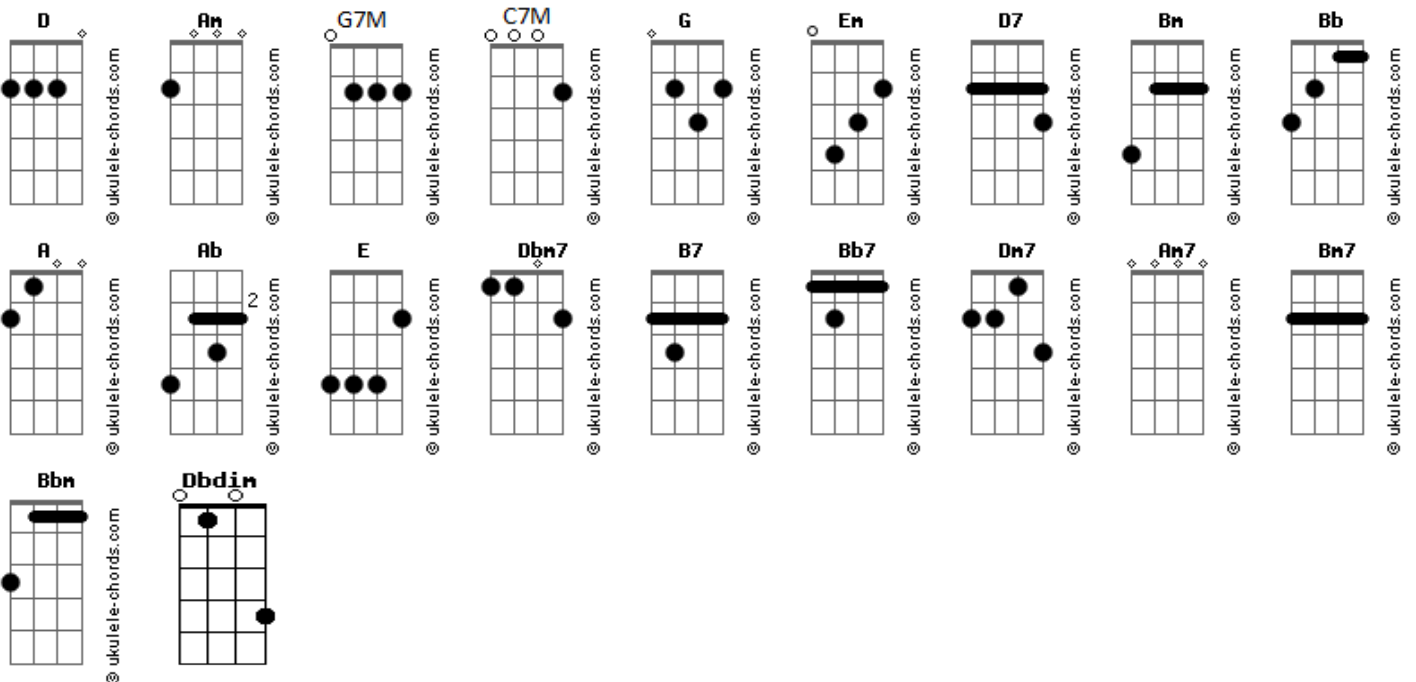 D Am G7M C7M G Em D7 Bm Bb
© ukulele-chords.com © ukulele-chords.com © ukulele-chords.com © ukulele-chords.com © ukulele-chords.com © ukulele-chords.com © ukulele-chords.com © ukulele-chords.com © ukulele-chords.com
A Ab E Dbm7 B7 Bb7 Dm7 Am7 Bm7
2
© ukulele-chords.com © ukulele-chords.com © ukulele-chords.com © ukulele-chords.com © ukulele-chords.com © ukulele-chords.com © ukulele-chords.com © ukulele-chords.com © ukulele-chords.com
Bbm Dbdim
© ukulele-chords.com